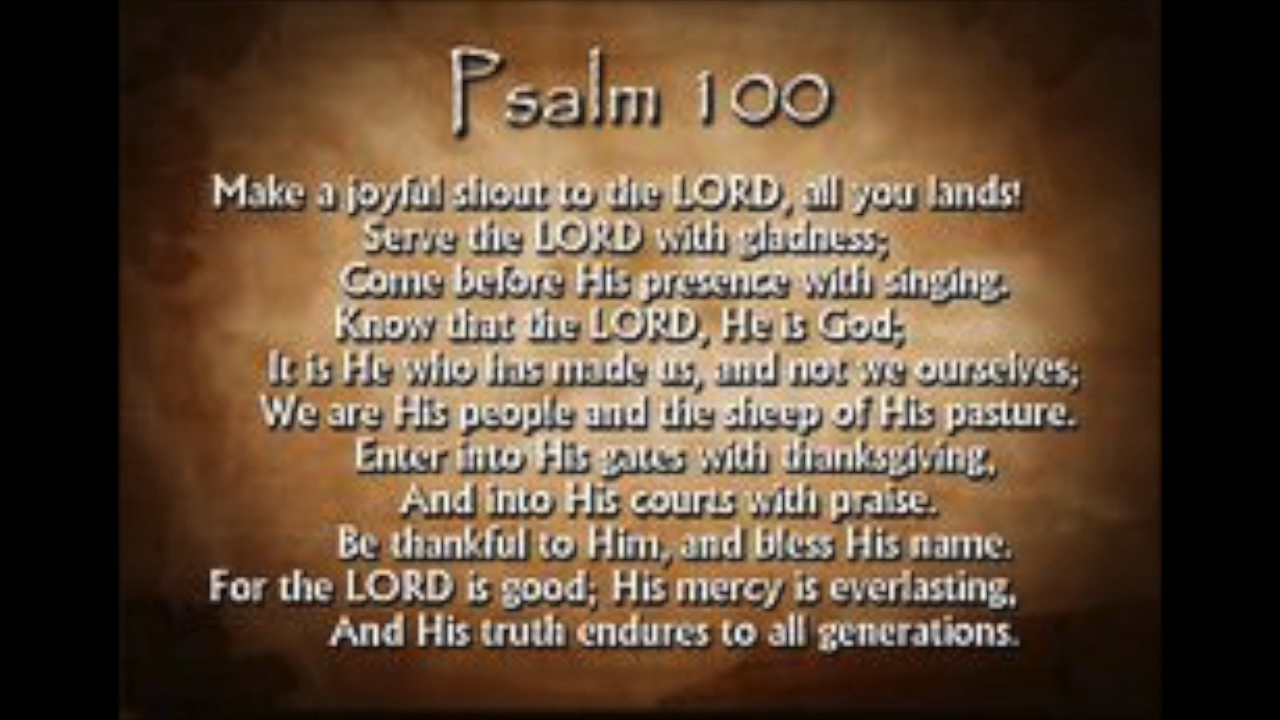 Psalm 100
Make a joyful shout to the LORD, all you lands!
Serve the LORD with gladness;
Come before His presence with singing.
Know that the LORD, He is God;
It is He who has made us, and not we ourselves;
We are His people and the sheep of His pasture.
Enter into His gates with thanksgiving,
And into His courts with praise.
Be thankful to Him, and bless His name.
For the LORD is good; His mercy is everlasting,
And His truth endures to all generations.